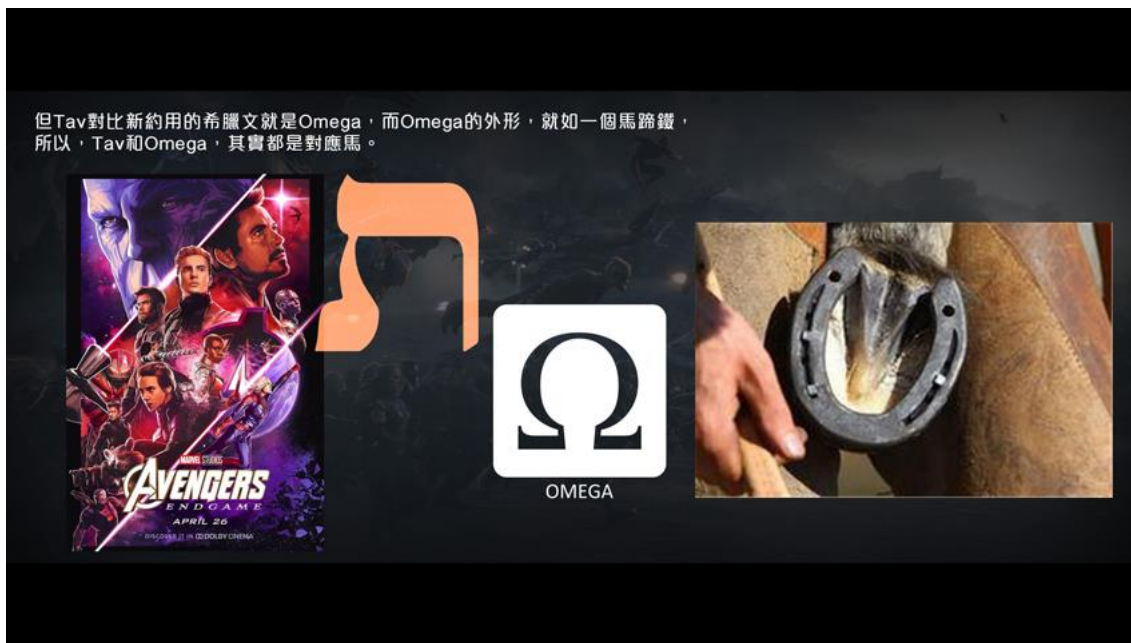 但Tav對比新約用的希臘文就是Omega，而Omega的外形，就如一個馬蹄鐵，
所以，Tav和Omega，其實都是對應馬。
ת
MARVEL STUDIOS
AVENGERS
ENDGAME
APRIL 26
DISCOVER IT IN DOLBY CINEMA
Ω
OMEGA